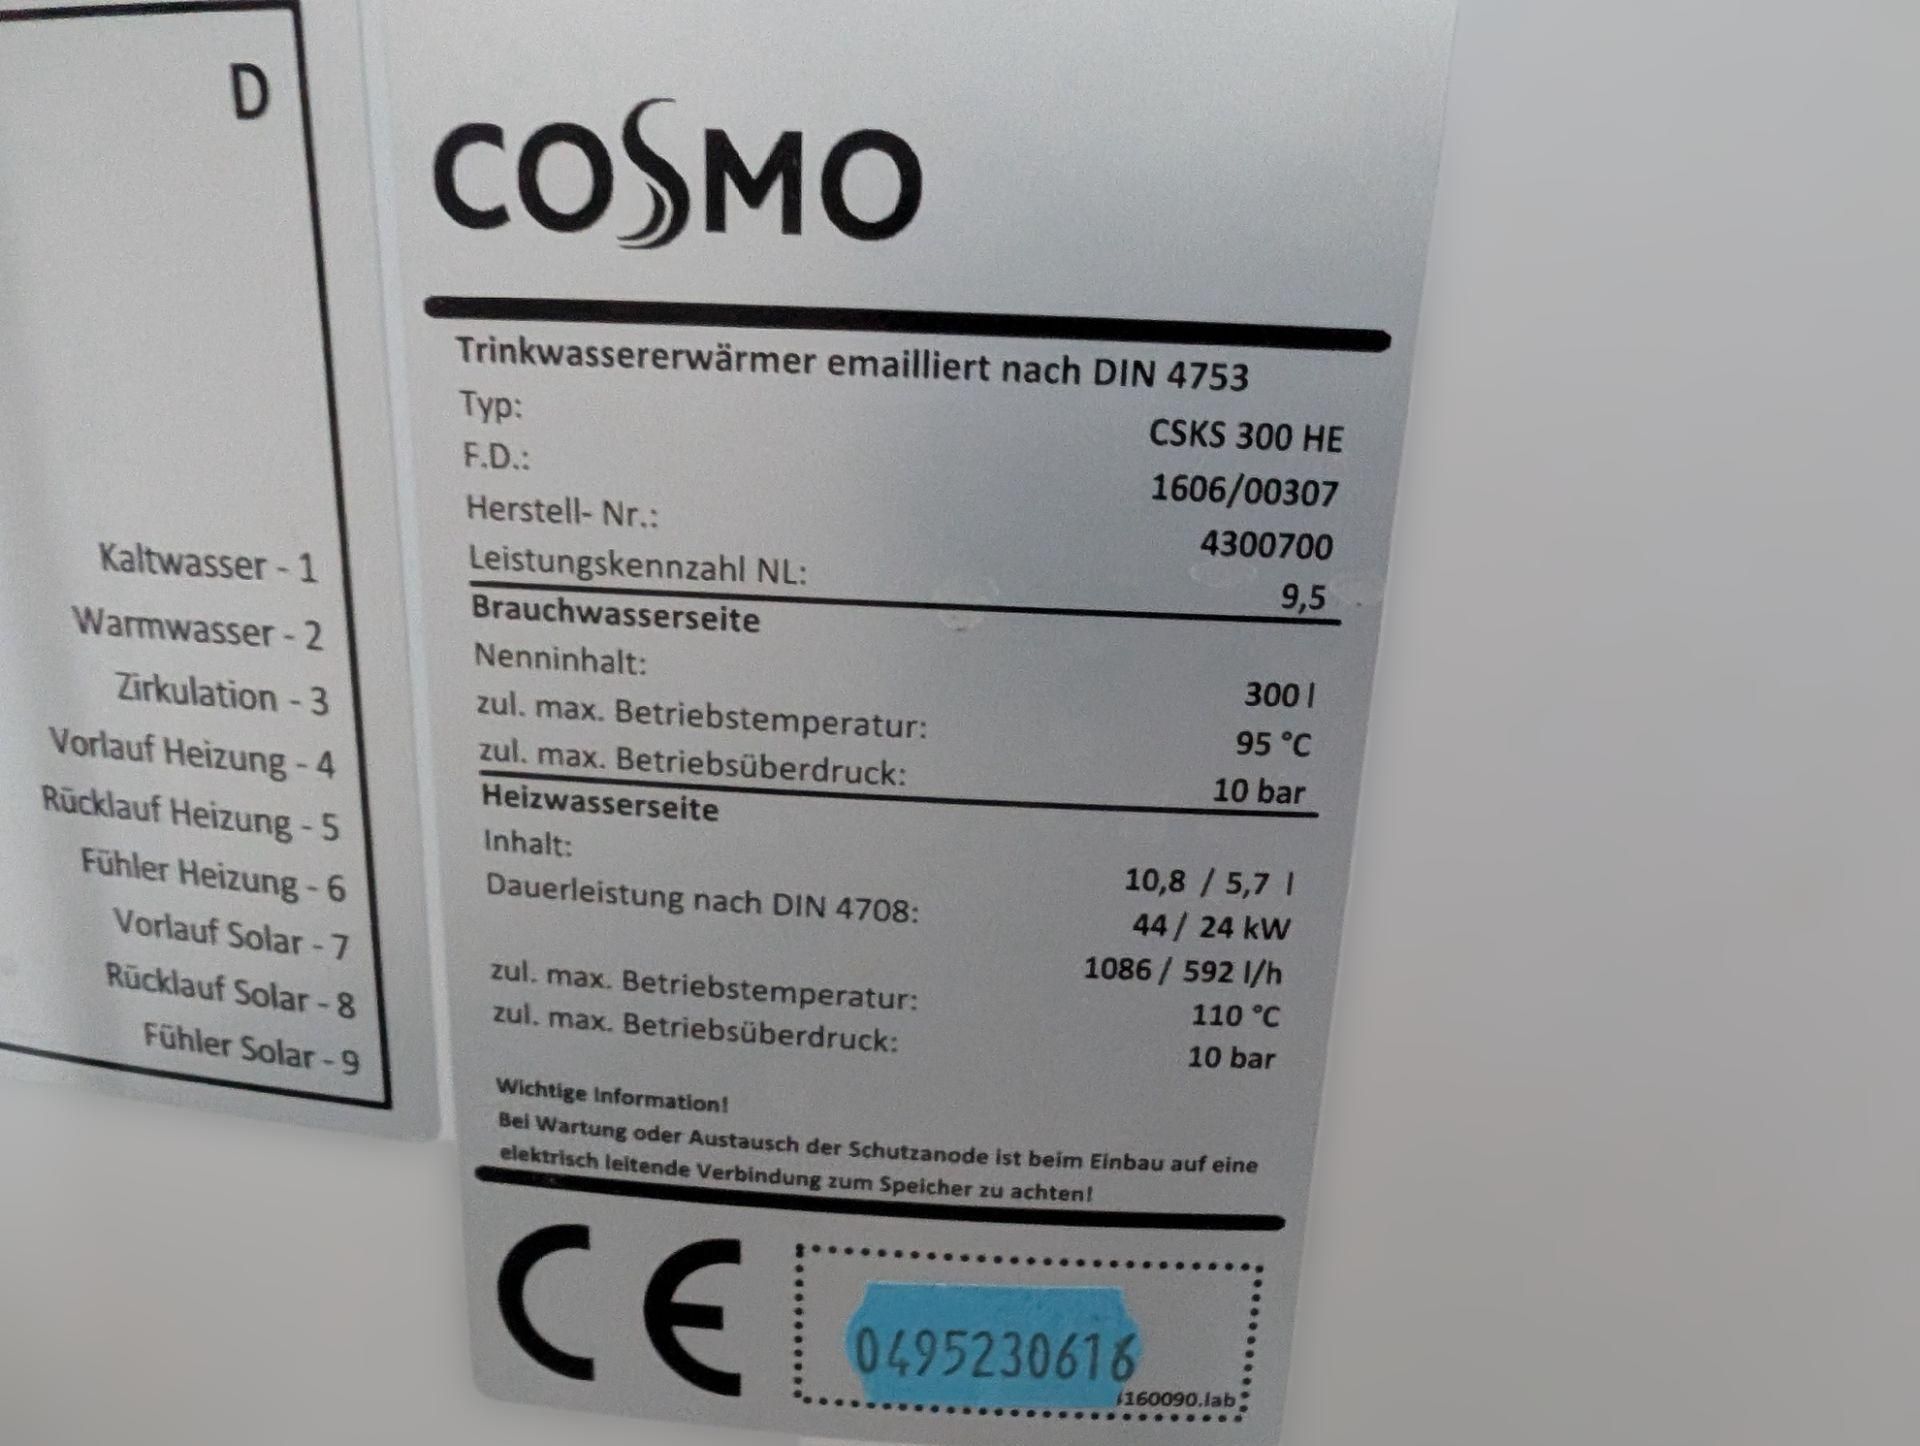 D
Kaltwasser - 1
Warmwasser - 2
Zirkulation - 3
Vorlauf Heizung - 4
Rücklauf Heizung - 5
Fühler Heizung - 6
Vorlauf Solar - 7
Rücklauf Solar - 8
Fühler Solar - 9
COSMO
Trinkwassererwärmer emailliert nach DIN 4753
Typ: CSKS 300 HE
F.D.: 1606/00307
Herstell- Nr.: 4300700
Leistungskennzahl NL: 9,5
Brauchwasserseite
Nenninhalt: 300 l
zul. max. Betriebstemperatur: 95 °C
zul. max. Betriebsüberdruck: 10 bar
Heizwasserseite
Inhalt: 10,8 / 5,7 l
Dauerleistung nach DIN 4708: 44 / 24 kW
1086 / 592 l/h
zul. max. Betriebstemperatur: 110 °C
zul. max. Betriebsüberdruck: 10 bar
Wichtige Information!
Bei Wartung oder Austausch der Schutzanode ist beim Einbau auf eine
elektrisch leitende Verbindung zum Speicher zu achten!
CE
0495230616
160090.lab